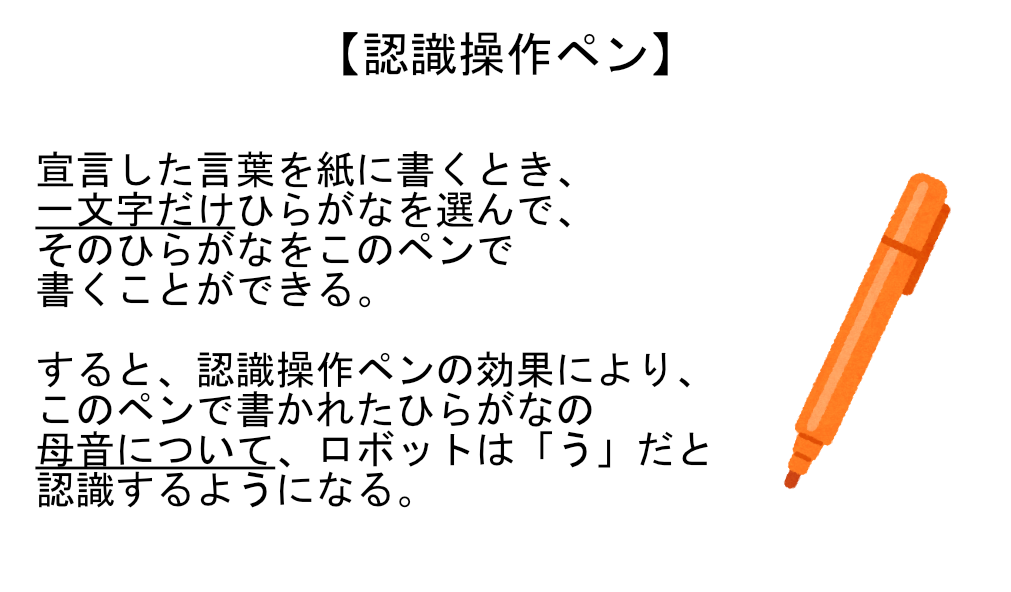 【認識操作ペン】
宣言した言葉を紙に書くとき、
一文字だけひらがなを選んで、
そのひらがなをこのペンで
書くことができる。
すると、認識操作ペンの効果により、
このペンで書かれたひらがなの
母音について、ロボットは「う」だと
認識するようになる。